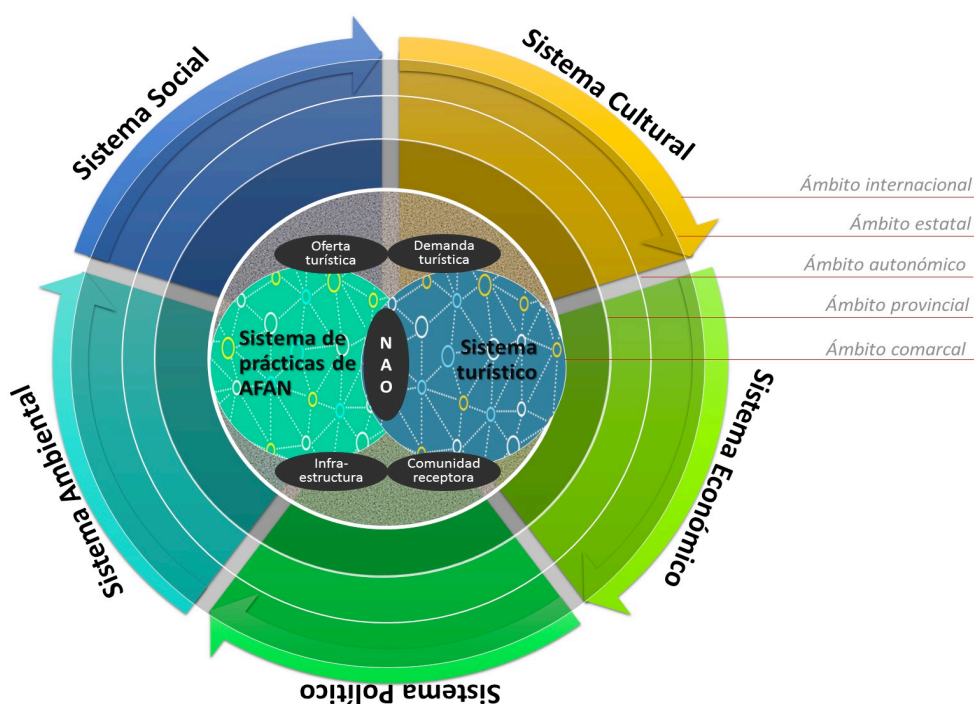 Sistema Social
Sistema Cultural
Ámbito internacional
Ámbito estatal
Ámbito autonómico
Ámbito provincial
Ámbito comarcal
Oferta
turística
Demanda
turística
Sistema de
prácticas de
AFAN
N
A
O
Sistema
turístico
Infra-
estructura
Comunidad
receptora
Sistema Ambiental
Sistema Económico
Sistema Político